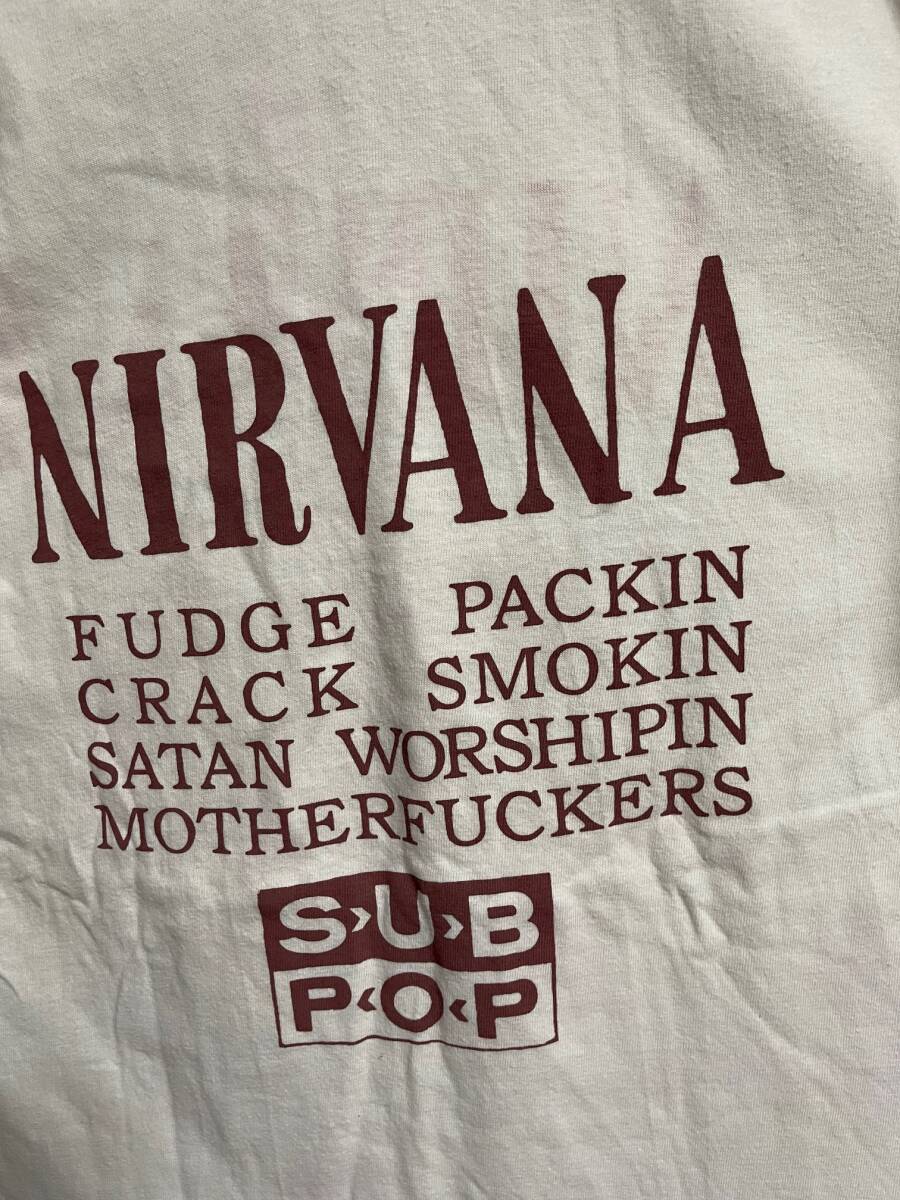 NIRVANA
FUDGE PACKIN
CRACK SMOKIN
SATAN WORSHIPIN
MOTHERFUCKERS
S›U›B
P‹O‹P